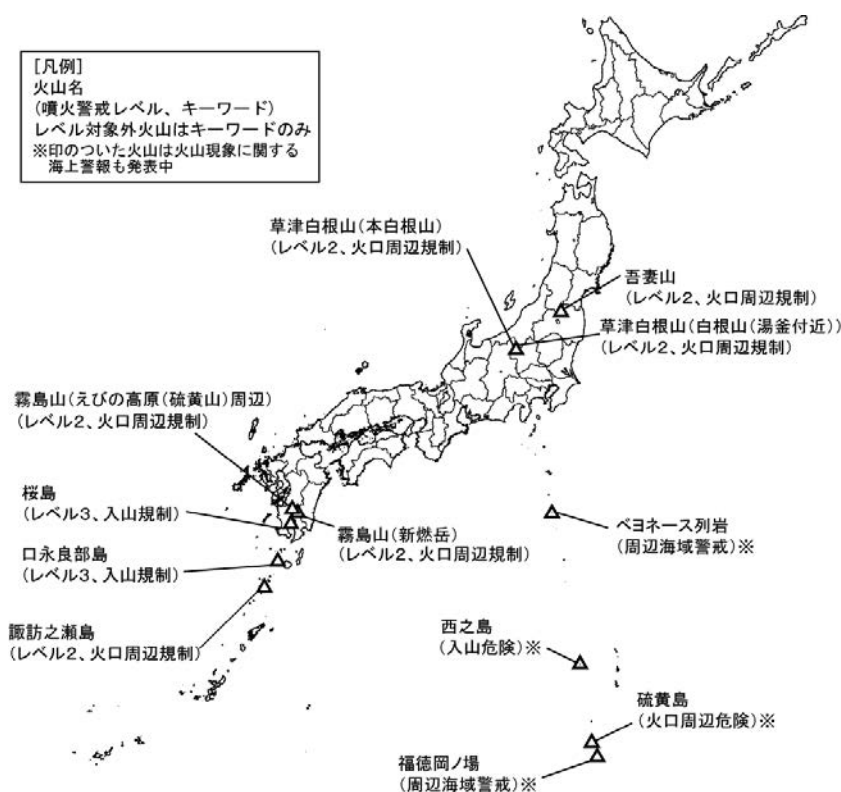 [凡例]
火山名
(噴火警戒レベル、キーワード)
レベル対象外火山はキーワードのみ
※印のついた火山は火山現象に関する
海上警報も発表中
草津白根山(本白根山)
(レベル2、火口周辺規制)
吾妻山
(レベル2、火口周辺規制)
草津白根山(白根山(湯釜付近))
(レベル2、火口周辺規制)
霧島山(えびの高原(硫黄山)周辺)
(レベル2、火口周辺規制)
桜島
(レベル3、入山規制)
霧島山(新燃岳)
(レベル2、火口周辺規制)
ベヨネース列岩
(周辺海域警戒)※
口永良部島
(レベル3、入山規制)
諏訪之瀬島
(レベル2、火口周辺規制)
西之島
(入山危険)※
硫黄島
(火口周辺危険)※
福徳岡ノ場
(周辺海域警戒)※